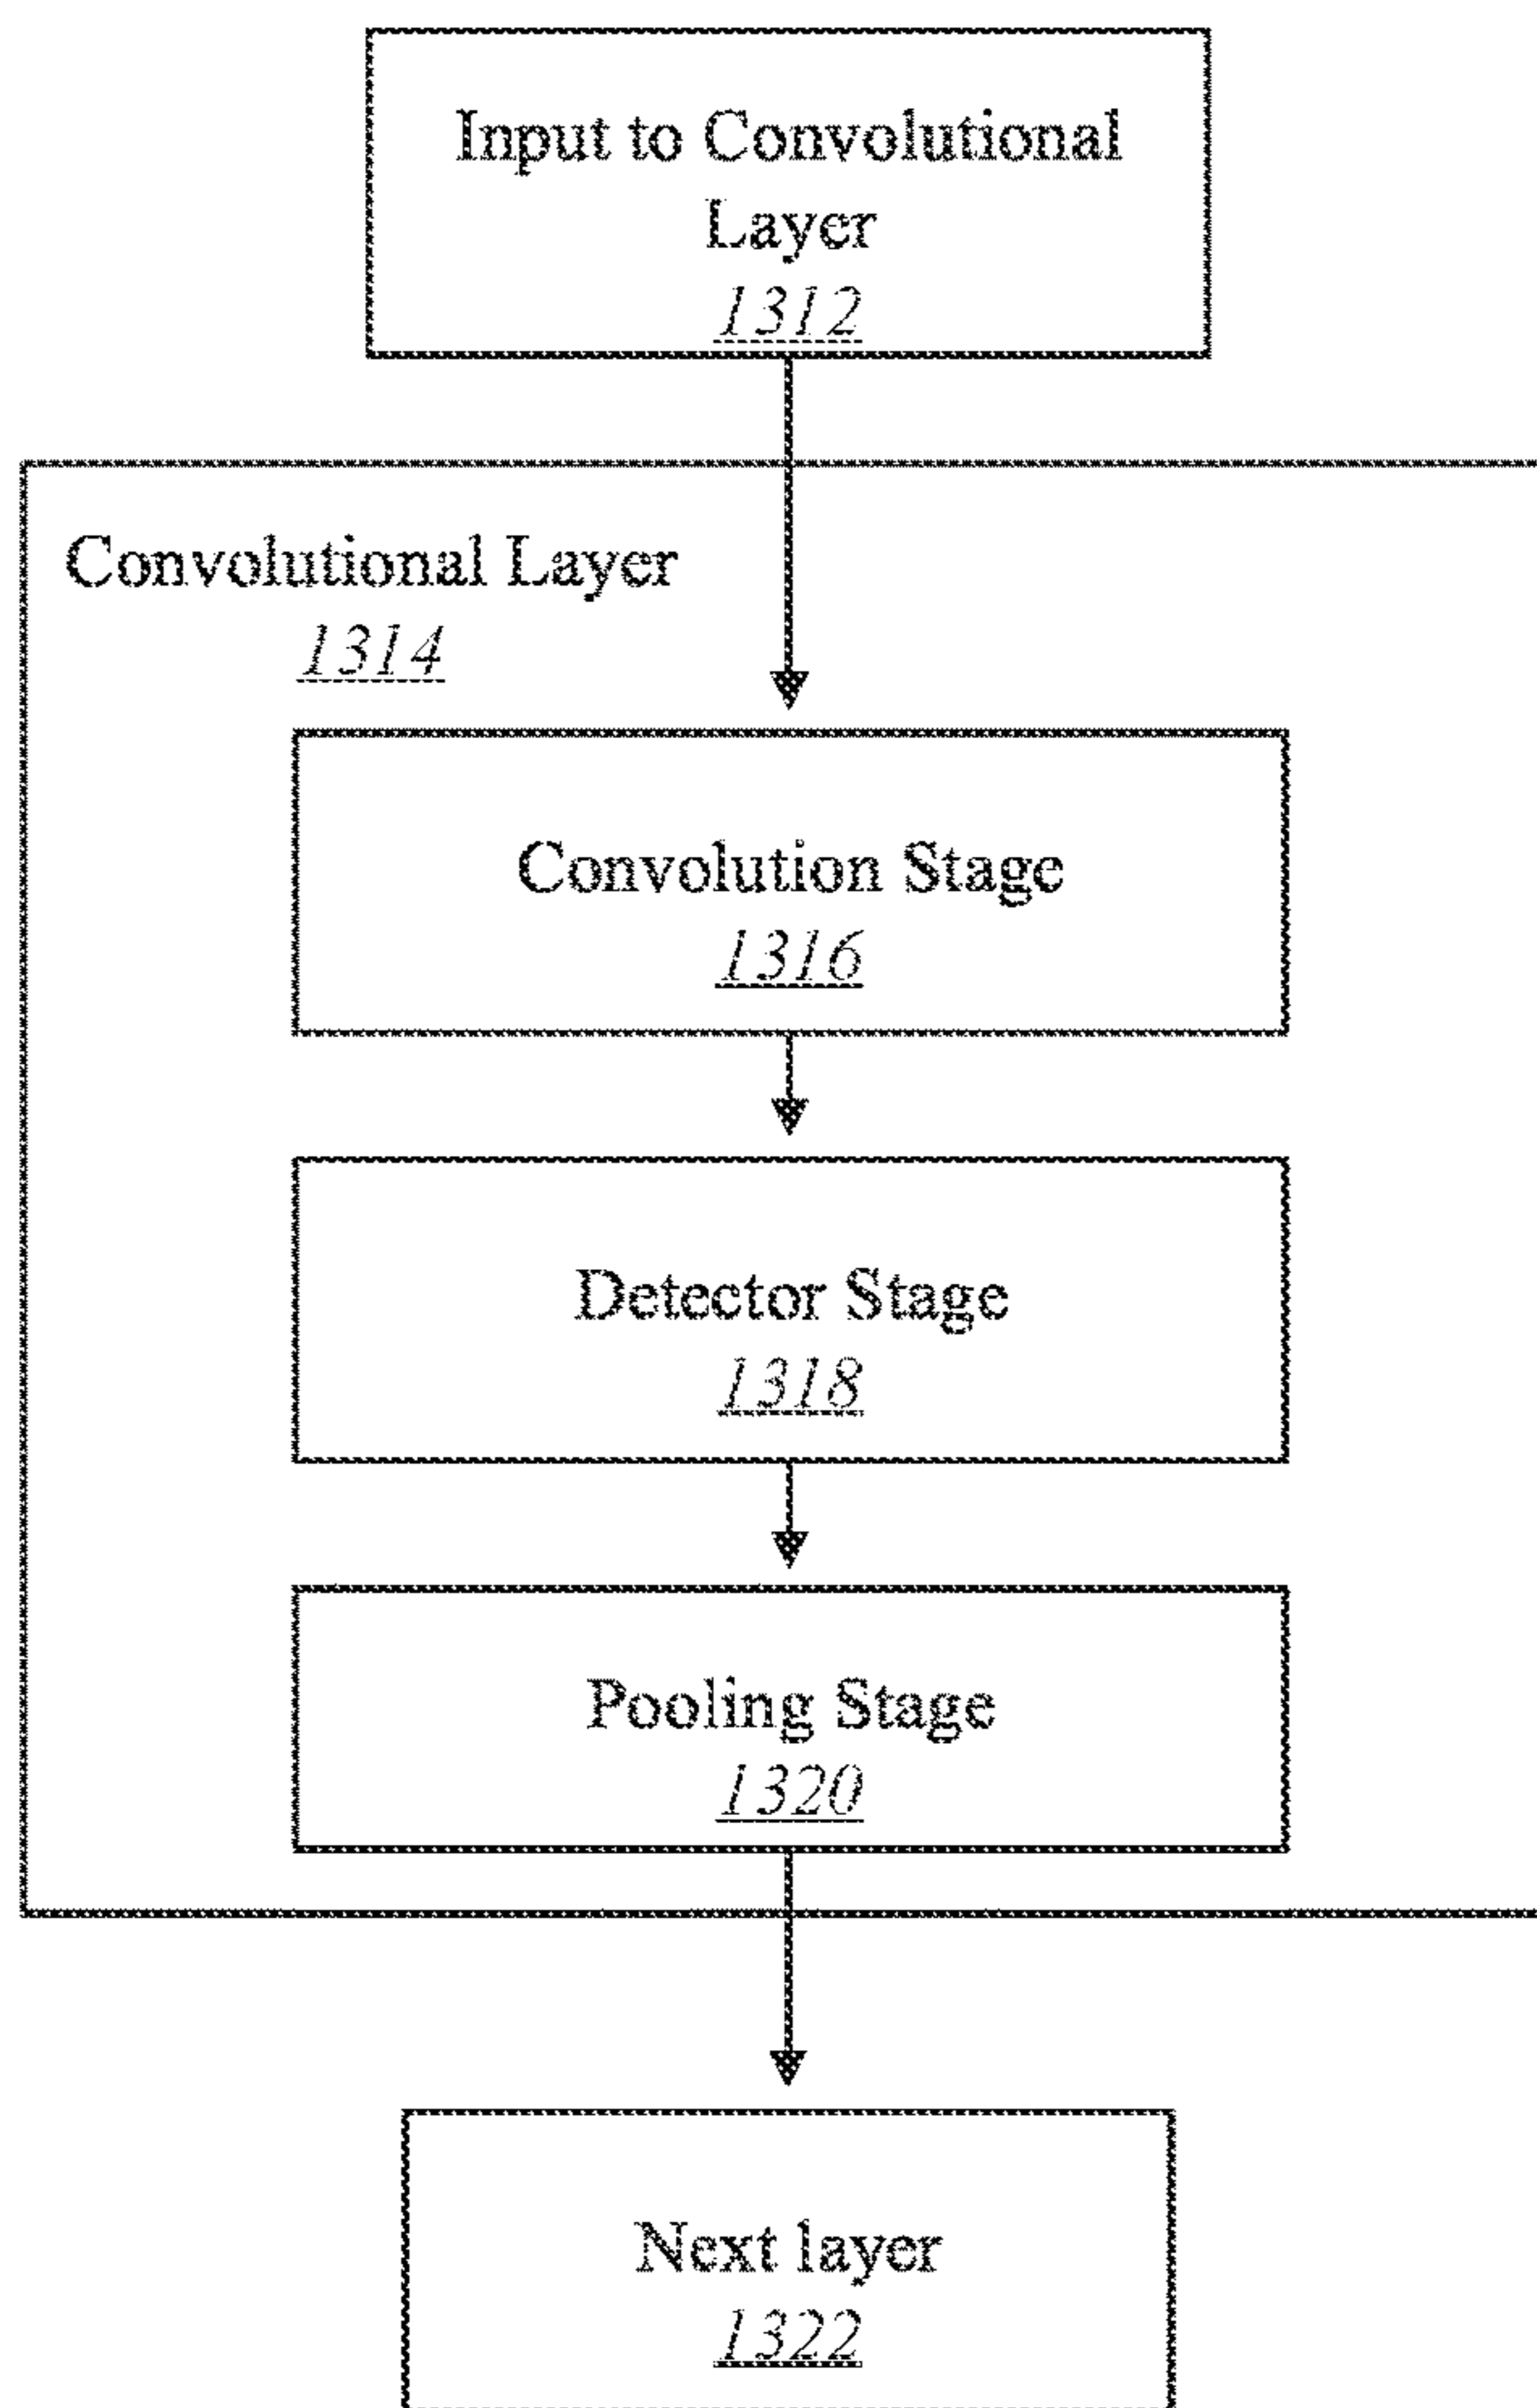 Input to Convolutional
Layer
1312
Convolutional Layer
1314
Convolution Stage
1316
Detector Stage
1318
Pooling Stage
1320
Next layer
1322